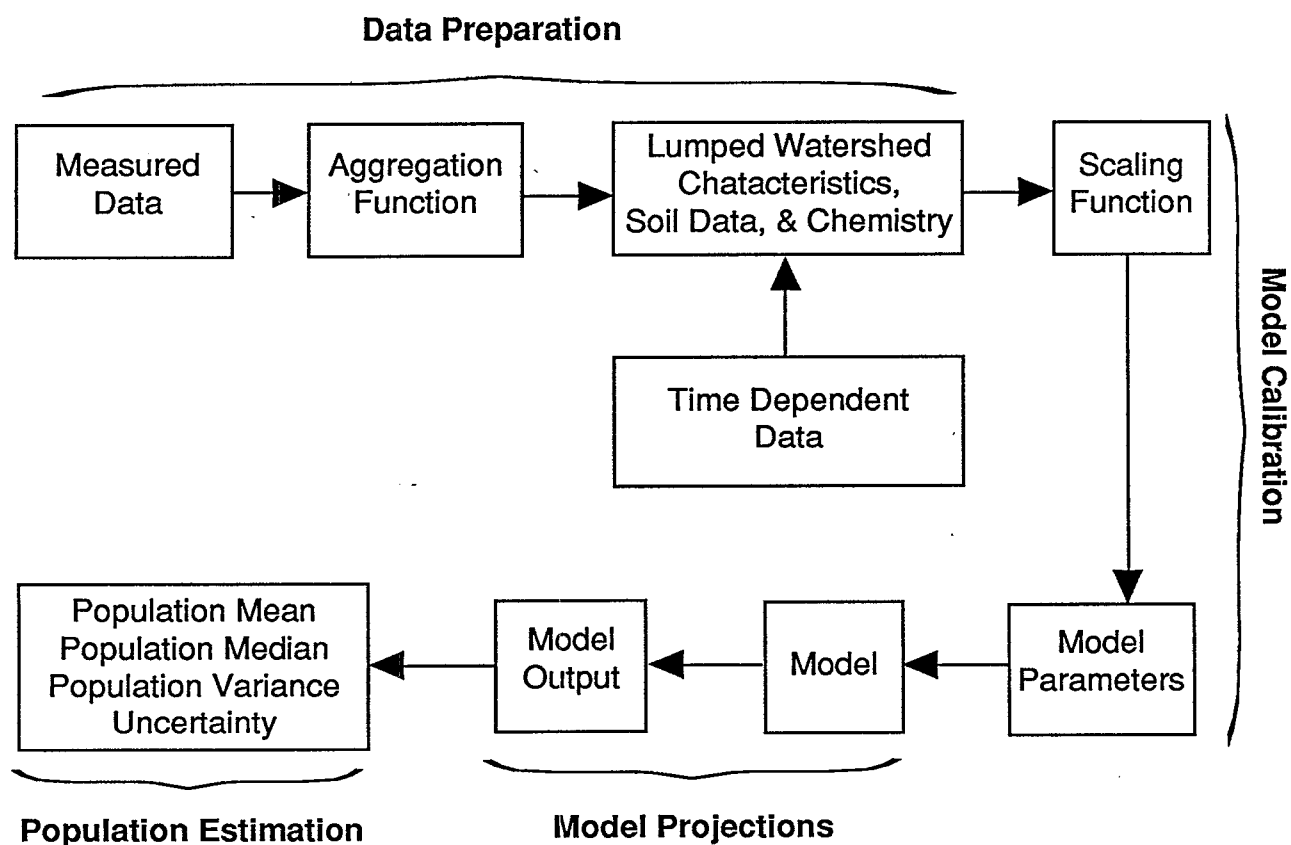 Data Preparation
Measured
Data
Aggregation
Function
Lumped Watershed
Chatacteristics,
Soil Data, & Chemistry
Scaling
Function
Time Dependent
Data
Model Calibration
Population Mean
Population Median
Population Variance
Uncertainty
Model
Output
Model
Model
Parameters
Population Estimation
Model Projections